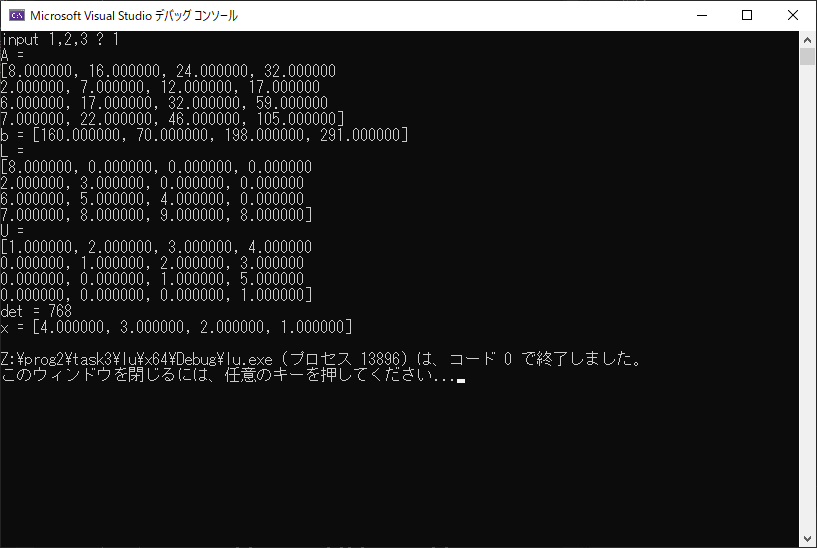 Microsoft Visual Studio デバッグ コンソール
input 1,2,3 ? 1
A =
[8.000000, 16.000000, 24.000000, 32.000000
2.000000, 7.000000, 12.000000, 17.000000
6.000000, 17.000000, 32.000000, 59.000000
7.000000, 22.000000, 46.000000, 105.000000]
b = [160.000000, 70.000000, 198.000000, 291.000000]
L =
[8.000000, 0.000000, 0.000000, 0.000000
2.000000, 3.000000, 0.000000, 0.000000
6.000000, 5.000000, 4.000000, 0.000000
7.000000, 8.000000, 9.000000, 8.000000]
U =
[1.000000, 2.000000, 3.000000, 4.000000
0.000000, 1.000000, 2.000000, 3.000000
0.000000, 0.000000, 1.000000, 5.000000
0.000000, 0.000000, 0.000000, 1.000000]
det = 768
x = [4.000000, 3.000000, 2.000000, 1.000000]
Z:¥prog2¥task3¥lu¥x64¥Debug¥lu.exe (プロセス 13896) は、コード 0 で終了しました。
このウィンドウを閉じるには、任意のキーを押してください...